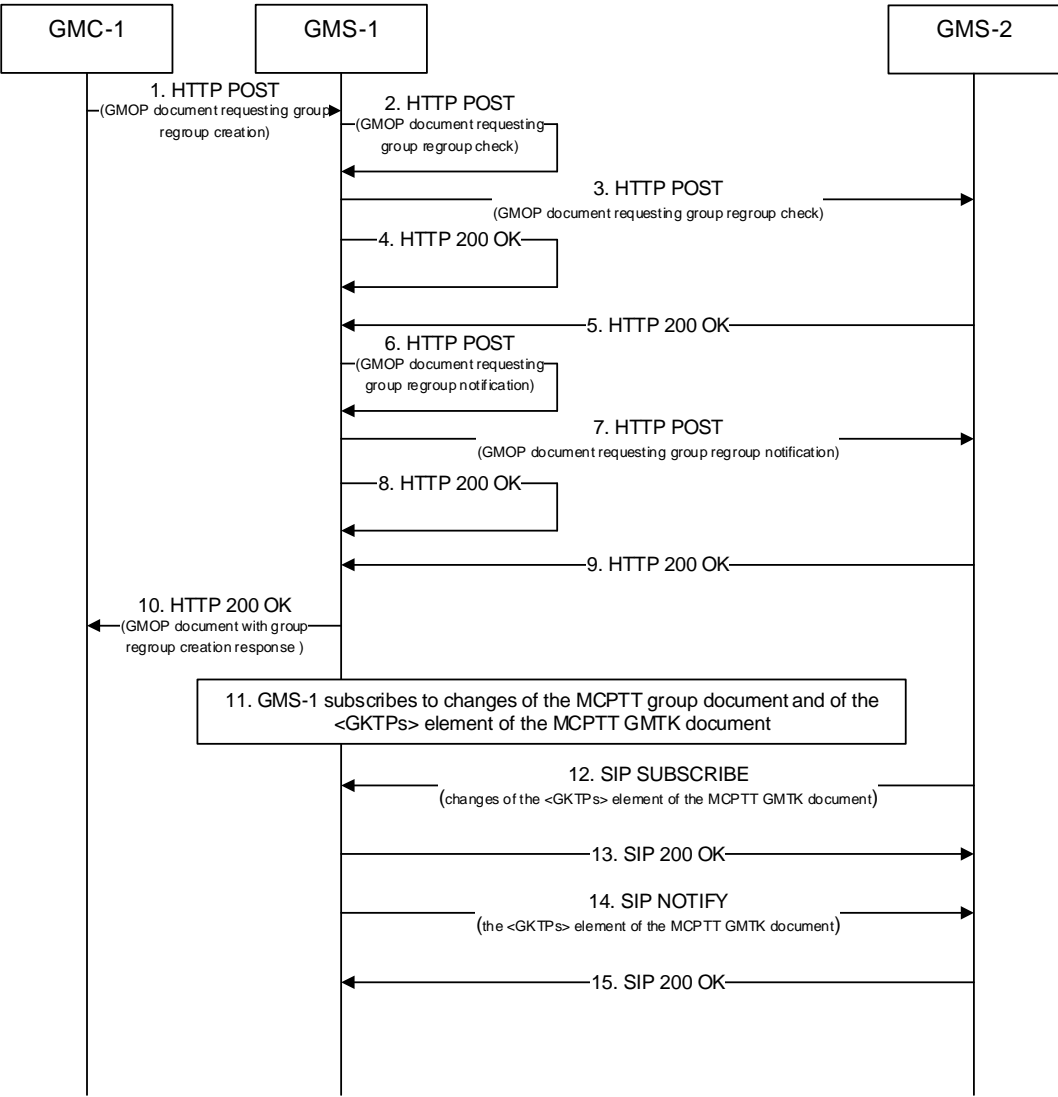 GMC-1
GMS-1
GMS-2
1. HTTP POST
(GMOP document requesting group
regroup creation)
2. HTTP POST
(GMOP document requesting
group regroup check)
3. HTTP POST
(GMOP document requesting group regroup check)
4. HTTP 200 OK
5. HTTP 200 OK
6. HTTP POST
(GMOP document requesting
group regroup notification)
7. HTTP POST
(GMOP document requesting group regroup notification)
8. HTTP 200 OK
9. HTTP 200 OK
10. HTTP 200 OK
(GMOP document with group
regroup creation response )
11. GMS-1 subscribes to changes of the MCPTT group document and of the
<GKTPs> element of the MCPTT GMTK document
12. SIP SUBSCRIBE
(changes of the <GKTPs> element of the MCPTT GMTK document)
13. SIP 200 OK
14. SIP NOTIFY
(the <GKTPs> element of the MCPTT GMTK document)
15. SIP 200 OK